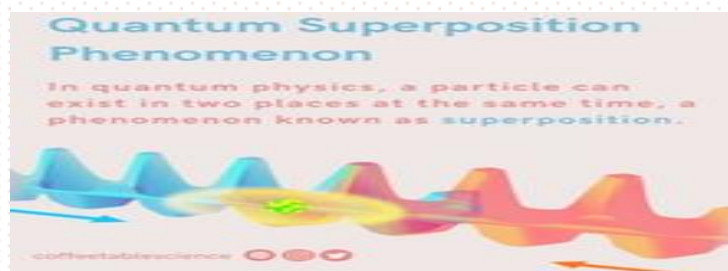 Quantum Superposition
Phenomenon
In quantum physics, a particle can
exist in two places at the same time, a
phenomenon known as superposition.
coffeetablescience